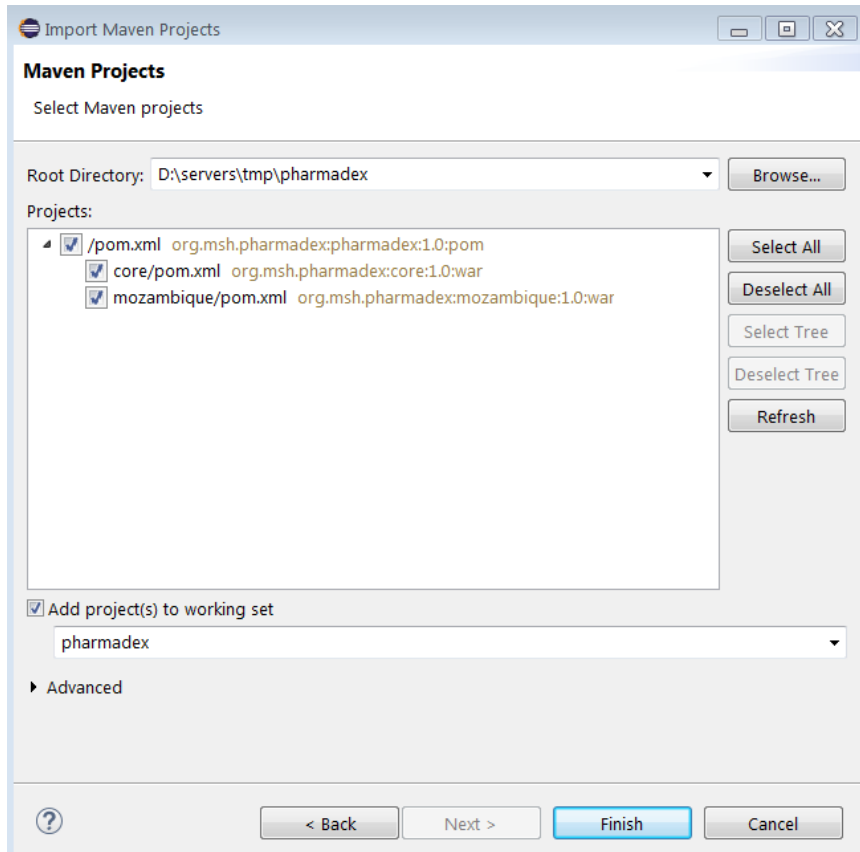 Import Maven Projects
Maven Projects
Select Maven projects
Root Directory: D:\servers\tmp\pharmadex Browse...
Projects:
/pom.xml org.msh.pharmadex:pharmadex:1.0:pom
core/pom.xml org.msh.pharmadex:core:1.0:war
mozambique/pom.xml org.msh.pharmadex:mozambique:1.0:war
Select All
Deselect All
Select Tree
Deselect Tree
Refresh
Add project(s) to working set
pharmadex
Advanced
? < Back Next > Finish Cancel